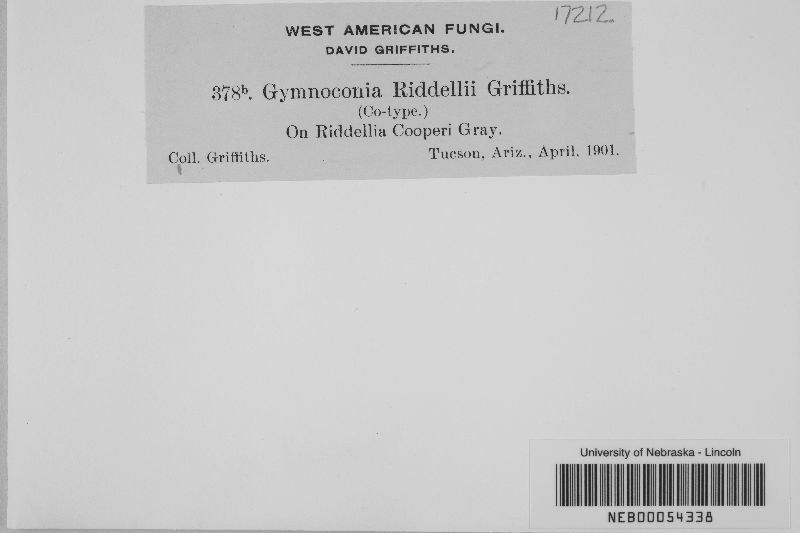 17212.
WEST AMERICAN FUNGI.
DAVID GRIFFITHS.
378b. Gymnoconia Riddellii Griffiths.
(Co-type.)
On Riddellia Cooperi Gray.
Coll. Griffiths.
Tucson, Ariz., April, 1901.
University of Nebraska - Lincoln
NEB00054338